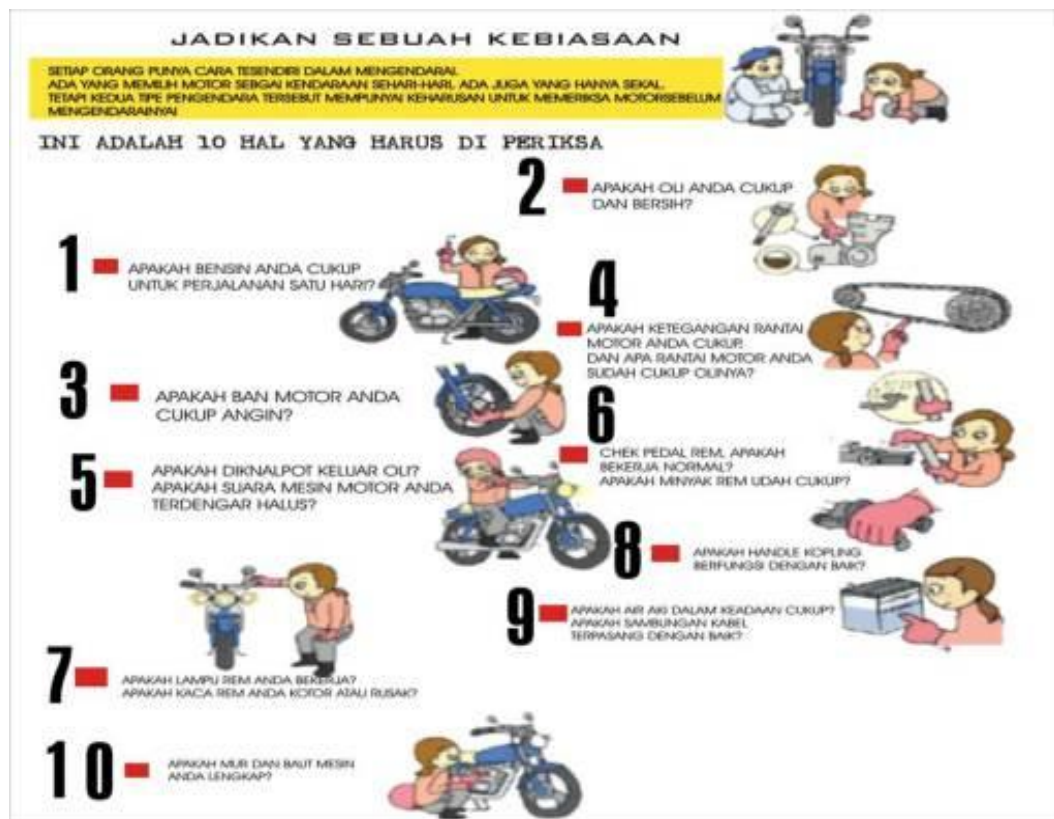 JADIKAN SEBUAH KEBIASAAN
SETIAP ORANG PUNYA CARA TESENDIRI DALAM MENGENDARAI.
ADA YANG MEMILIH MOTOR SEBGAI KENDARAAN SEHARI-HARI, ADA JUGA YANG HANYA SEKAL.
TETAPI KEDUA TIPE PENGENDARA TERSEBUT MEMPUNYAI KEHARUSAN UNTUK MEMERIKSA MOTORSEBELUM
MENGENDARAINYA!
INI ADALAH 10 HAL YANG HARUS DI PERIKSA
1
APAKAH BENSIN ANDA CUKUP
UNTUK PERJALANAN SATU HARI?
2
APAKAH OLI ANDA CUKUP
DAN BERSIH?
3
APAKAH BAN MOTOR ANDA
CUKUP ANGIN?
4
APAKAH KETEGANGAN RANTAI
MOTOR ANDA CUKUP.
DAN APA RANTAI MOTOR ANDA
SUDAH CUKUP OLINYA?
5
APAKAH DIKNALPOT KELUAR OLI?
APAKAH SUARA MESIN MOTOR ANDA
TERDENGAR HALUS?
6
CHEK PEDAL REM, APAKAH
BEKERJA NORMAL?
APAKAH MINYAK REM UDAH CUKUP?
7
APAKAH LAMPU REM ANDA BEKERJA?
APAKAH KACA REM ANDA KOTOR ATAU RUSAK?
8
APAKAH HANDLE KOPLING
BERFUNGSI DENGAN BAIK?
9
APAKAH AIR AKI DALAM KEADAAN CUKUP?
APAKAH SAMBUNGAN KABEL
TERPASANG DENGAN BAIK?
10
APAKAH MUR DAN BAUT MESIN
ANDA LENGKAP?